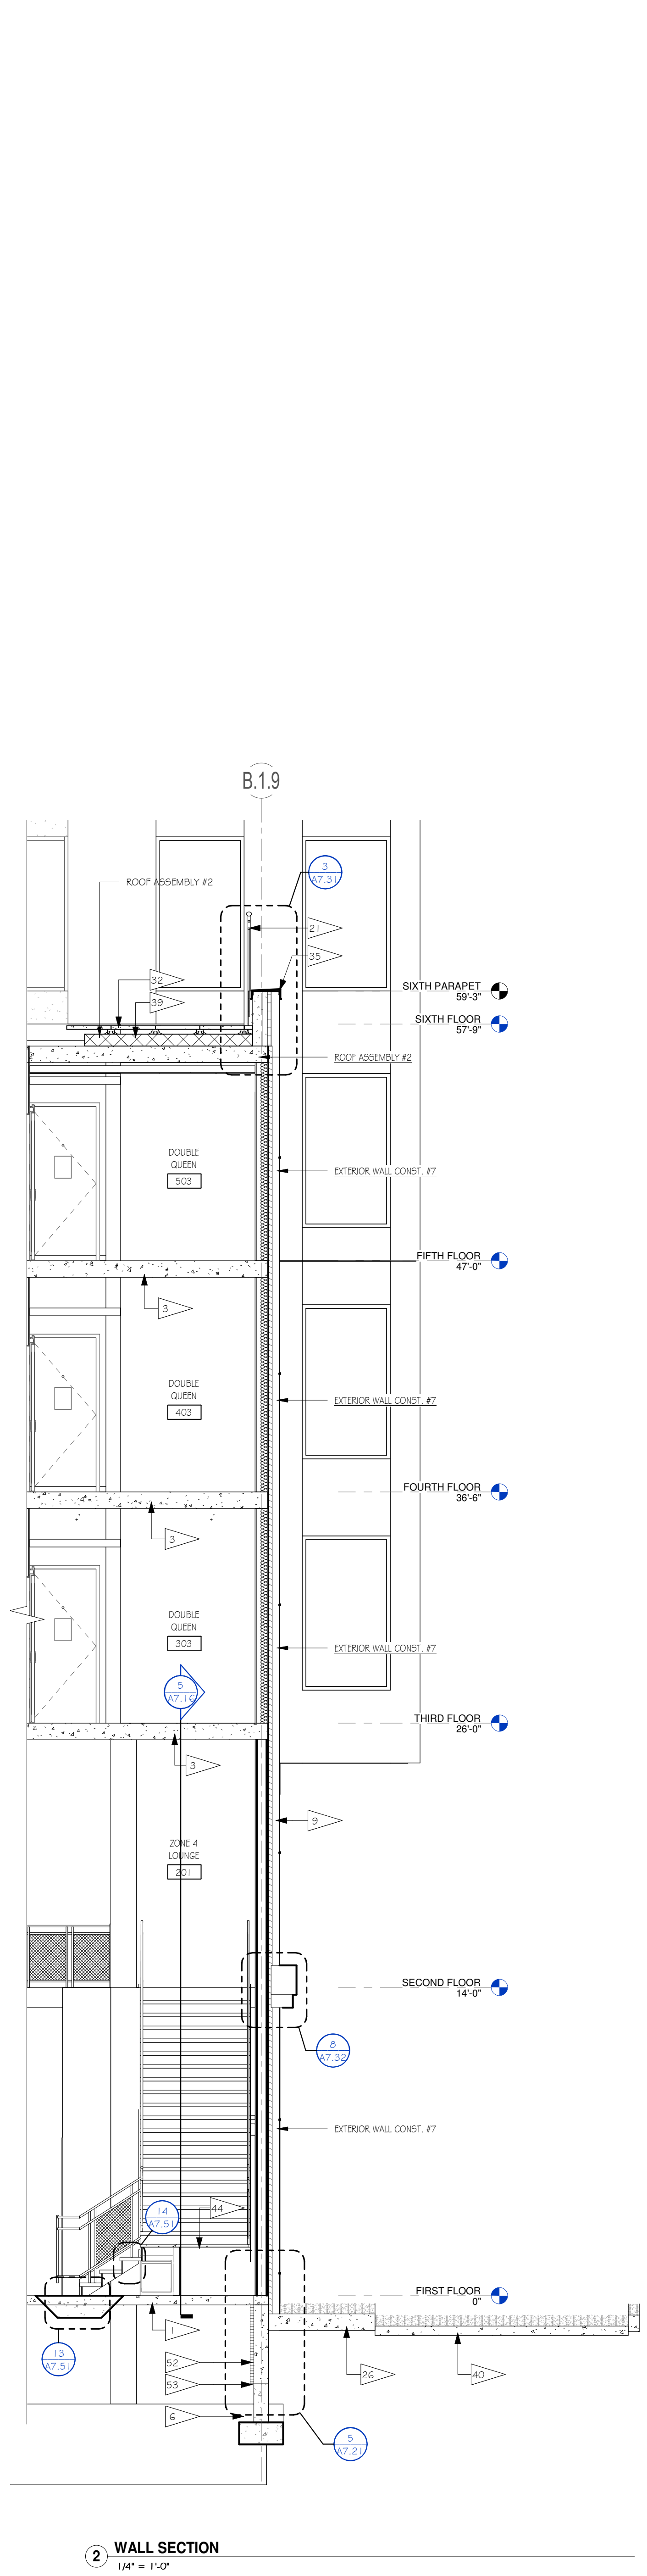 B.1.9
3
A7.31
ROOF ASSEMBLY #2
21
35
32
39
SIXTH PARAPET
59'-3"
SIXTH FLOOR
57'-9"
ROOF ASSEMBLY #2
DOUBLE
QUEEN
503
EXTERIOR WALL CONST. #7
FIFTH FLOOR
47'-0"
3
DOUBLE
QUEEN
403
EXTERIOR WALL CONST. #7
FOURTH FLOOR
36'-6"
3
DOUBLE
QUEEN
303
EXTERIOR WALL CONST. #7
5
A7.16
THIRD FLOOR
26'-0"
3
9
ZONE 4
LOUNGE
201
SECOND FLOOR
14'-0"
8
A7.32
EXTERIOR WALL CONST. #7
44
14
A7.51
FIRST FLOOR
0"
1
13
A7.51
52
26
40
53
6
5
A7.21
2
WALL SECTION
1/4" = 1'-0"